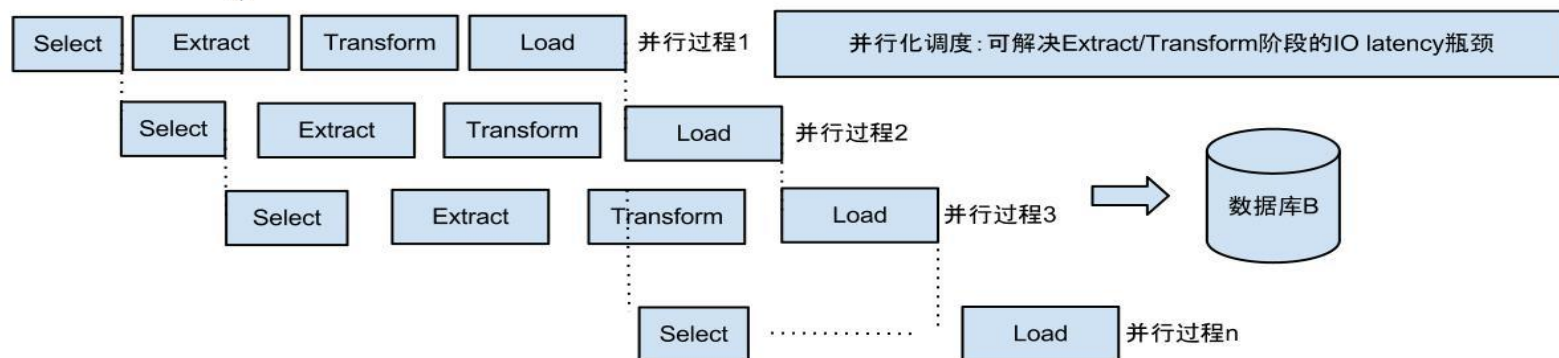 Select Extract Transform Load 并行过程1
并行化调度：可解决Extract/Transform阶段的IO latency瓶颈
Select Extract Transform Load 并行过程2
Select Extract Transform Load 并行过程3
数据库B
Select Load 并行过程n